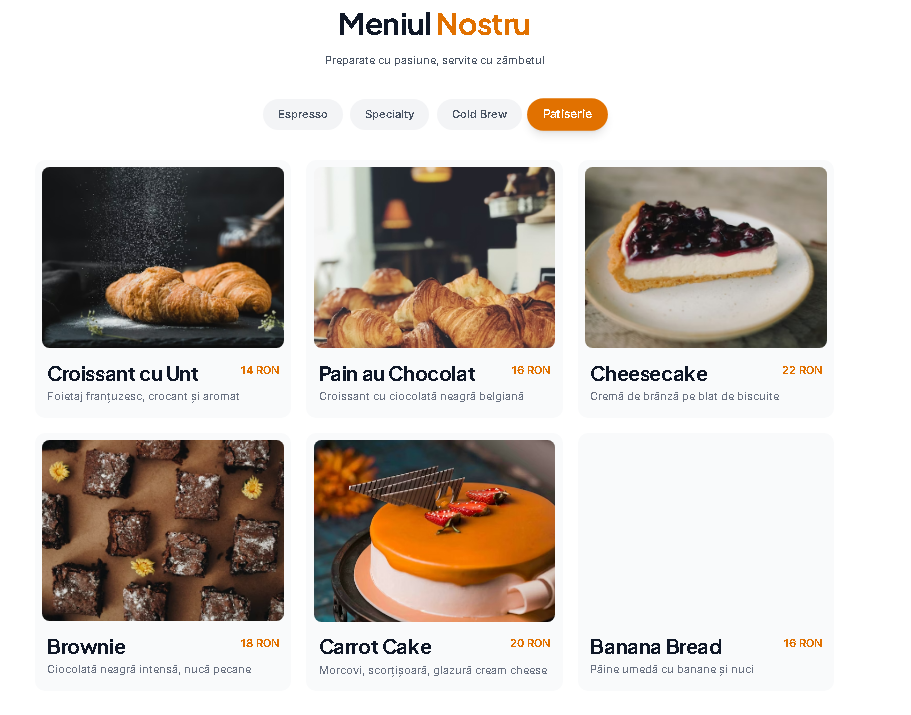 Meniul Nostru
Preparate cu pasiune, servite cu zâmbetul
Espresso
Specialty
Cold Brew
Patiserie
Croissant cu Unt
14 RON
Foietaj franțuzesc, crocant și aromat
Pain au Chocolat
16 RON
Croissant cu ciocolată neagră belgiană
Cheesecake
22 RON
Cremă de brânză pe blat de biscuite
Brownie
18 RON
Ciocolată neagră intensă, nucă pecane
Carrot Cake
20 RON
Morcovi, scorțișoară, glazură cream cheese
Banana Bread
16 RON
Pâine umedă cu banane și nuci